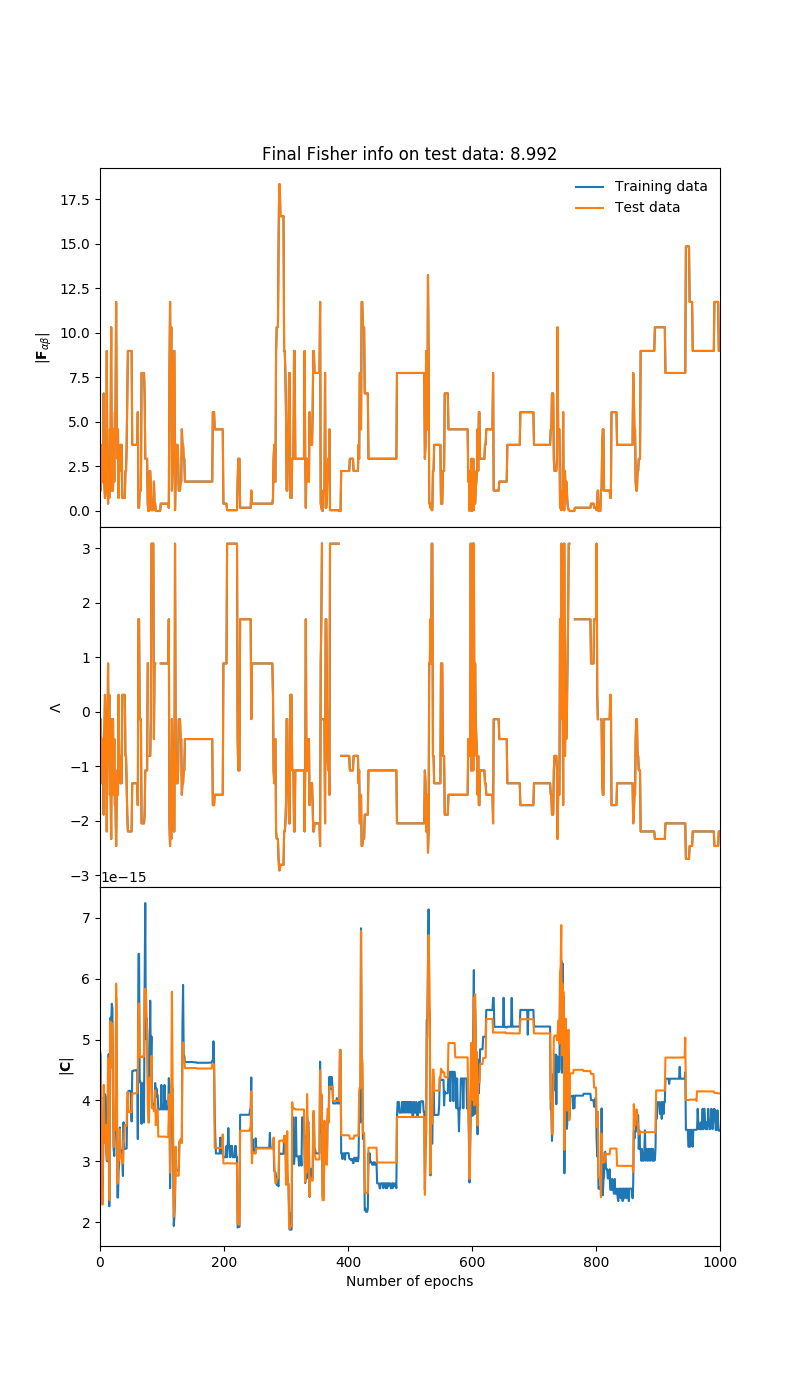 Final Fisher info on test data: 8.992
Training data
Test data
17.5
15.0
12.5
10.0
7.5
5.0
2.5
0.0
|F_{αβ}|
3
2
1
0
−1
−2
−3
Λ
1e−15
7
6
5
4
3
2
|C|
0 200 400 600 800 1000
Number of epochs